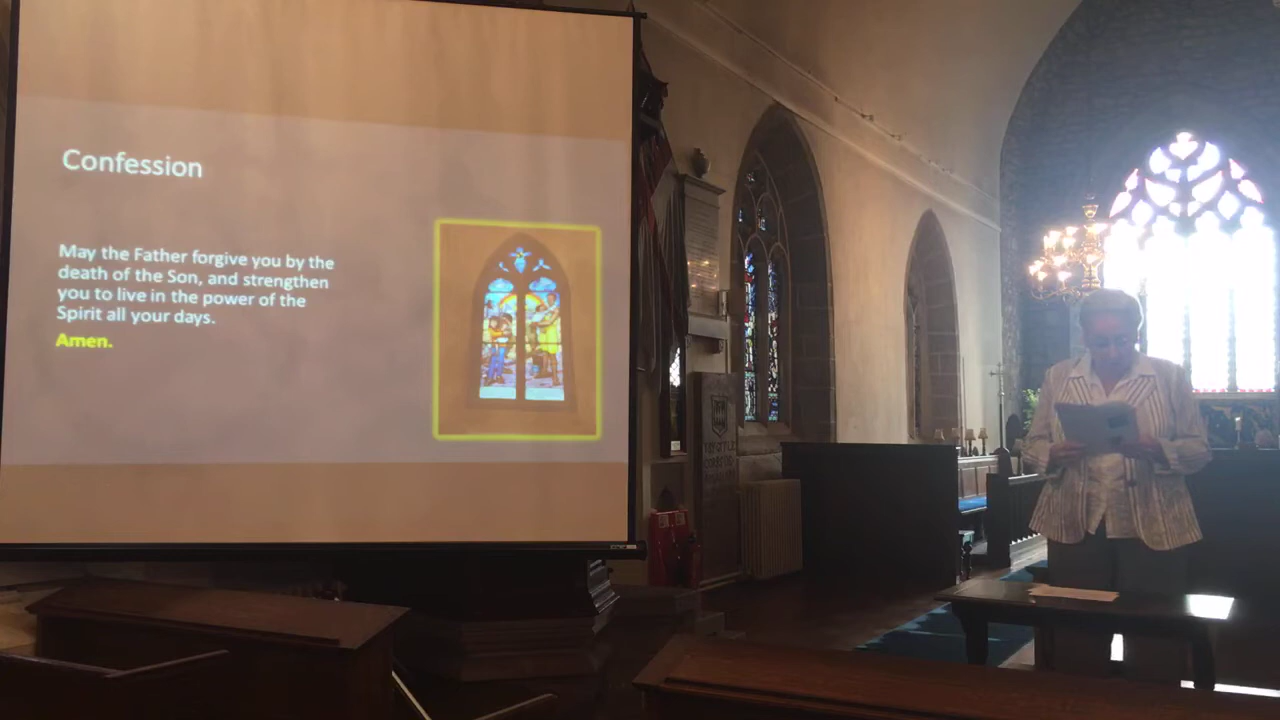 Confession
May the Father forgive you by the
death of the Son, and strengthen
you to live in the power of the
Spirit all your days.
Amen.